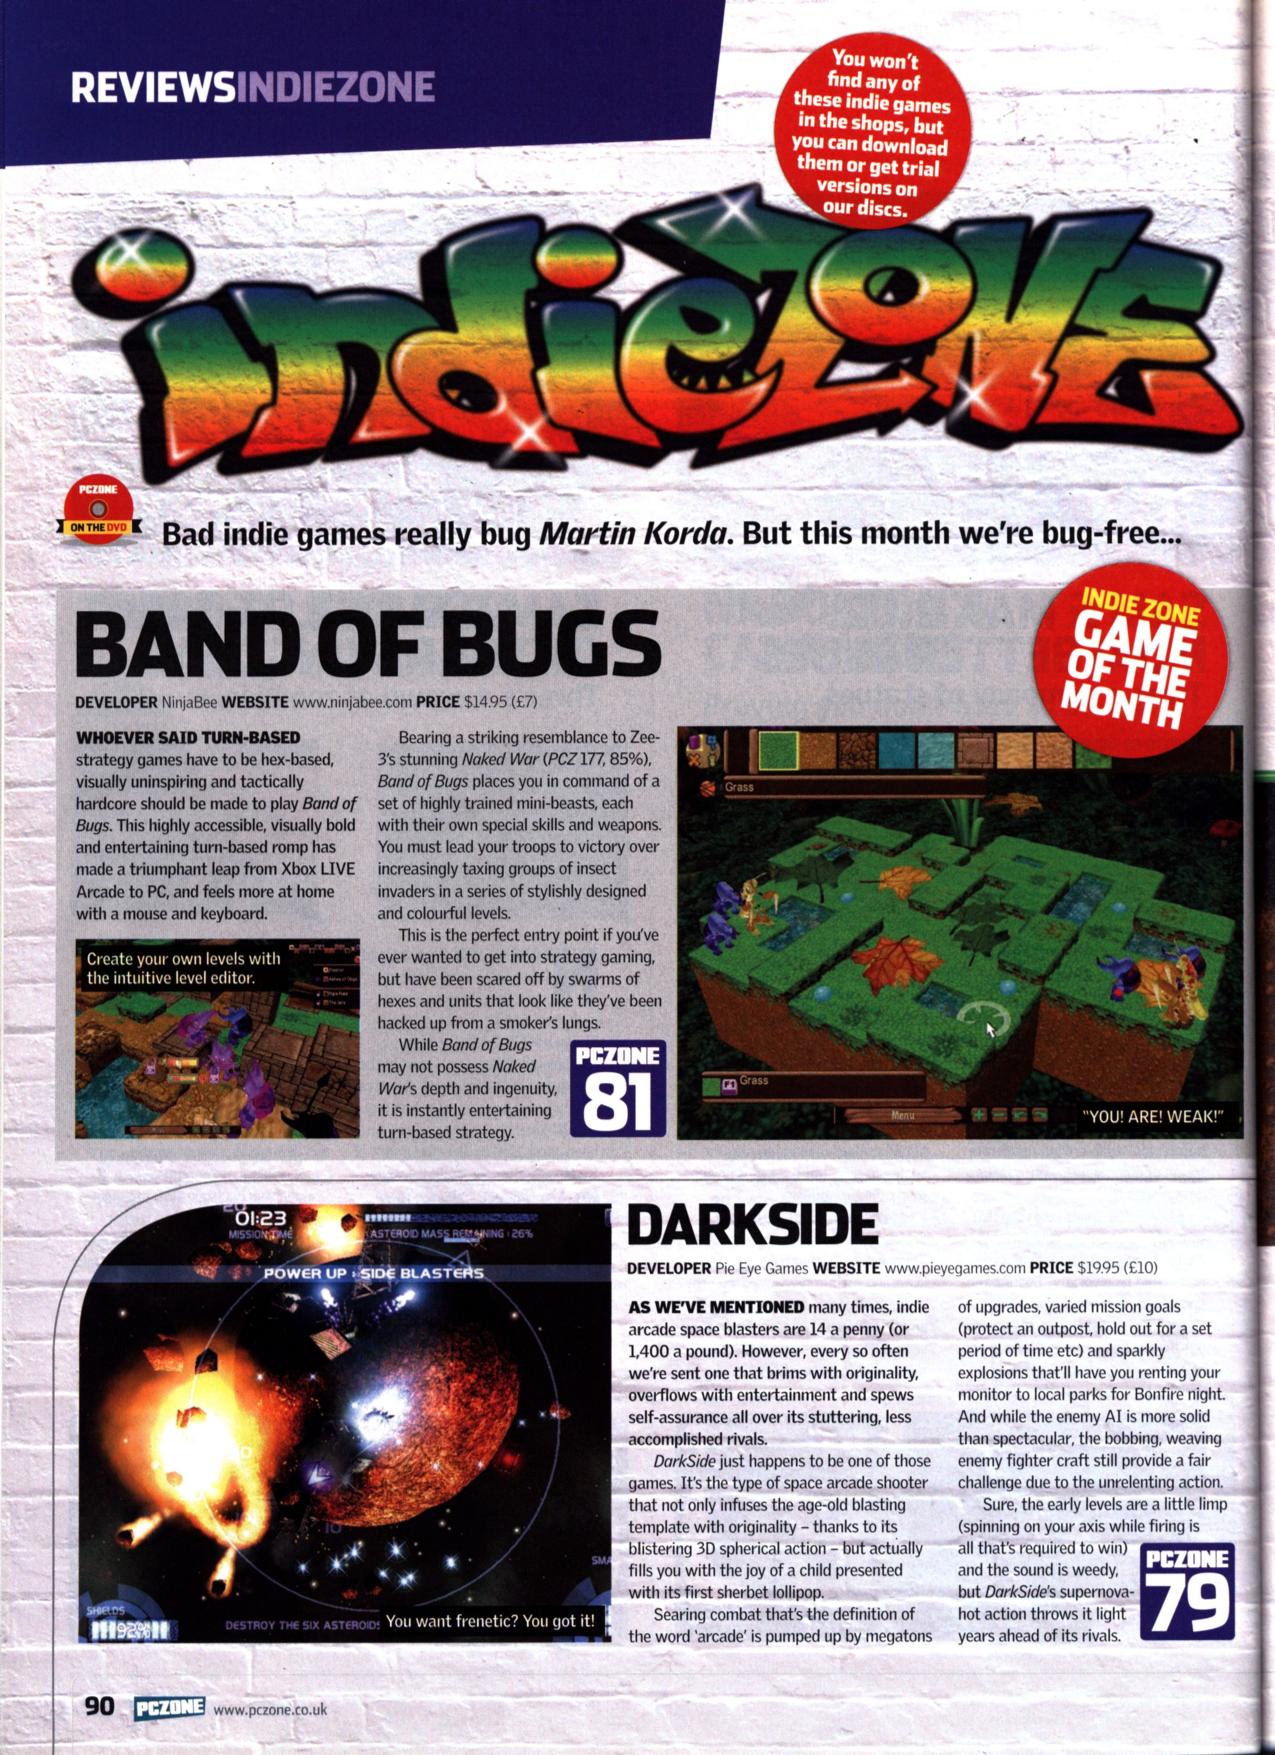 REVIEWSINDIEZONE
You won't
find any of
these indie games
in the shops, but
you can download
them or get trial
versions on
our discs.
indiezone
PCZONE
ON THE DVD
Bad indie games really bug Martin Korda. But this month we're bug-free...
BAND OF BUGS
INDIE ZONE
GAME
OF THE
MONTH
DEVELOPER NinjaBee WEBSITE www.ninjabee.com PRICE $14.95 (£7)
WHOEVER SAID TURN-BASED
strategy games have to be hex-based,
visually uninspiring and tactically
hardcore should be made to play Band of
Bugs. This highly accessible, visually bold
and entertaining turn-based romp has
made a triumphant leap from Xbox LIVE
Arcade to PC, and feels more at home
with a mouse and keyboard.
Create your own levels with
the intuitive level editor.
Bearing a striking resemblance to Zee-
3's stunning Naked War (PCZ 177, 85%),
Band of Bugs places you in command of a
set of highly trained mini-beasts, each
with their own special skills and weapons.
You must lead your troops to victory over
increasingly taxing groups of insect
invaders in a series of stylishly designed
and colourful levels.
This is the perfect entry point if you've
ever wanted to get into strategy gaming,
but have been scared off by swarms of
hexes and units that look like they've been
hacked up from a smoker's lungs.
While Band of Bugs
may not possess Naked
War's depth and ingenuity,
it is instantly entertaining
turn-based strategy.
PCZONE
81
Grass
Grass
Menu
"YOU! ARE! WEAK!"
01:23
MISSION TIME
ASTEROID MASS REMAINING : 26%
POWER UP : SIDE BLASTERS
10
SMA
SHIELDS
92%
DESTROY THE SIX ASTEROIDS
You want frenetic? You got it!
DARKSIDE
DEVELOPER Pie Eye Games WEBSITE www.pieyegames.com PRICE $19.95 (£10)
AS WE'VE MENTIONED many times, indie
arcade space blasters are 14 a penny (or
1,400 a pound). However, every so often
we're sent one that brims with originality,
overflows with entertainment and spews
self-assurance all over its stuttering, less
accomplished rivals.
DarkSide just happens to be one of those
games. It's the type of space arcade shooter
that not only infuses the age-old blasting
template with originality – thanks to its
blistering 3D spherical action – but actually
fills you with the joy of a child presented
with its first sherbet lollipop.
Searing combat that's the definition of
the word 'arcade' is pumped up by megatons
of upgrades, varied mission goals
(protect an outpost, hold out for a set
period of time etc) and sparkly
explosions that'll have you renting your
monitor to local parks for Bonfire night.
And while the enemy AI is more solid
than spectacular, the bobbing, weaving
enemy fighter craft still provide a fair
challenge due to the unrelenting action.
Sure, the early levels are a little limp
(spinning on your axis while firing is
all that's required to win)
and the sound is weedy,
but DarkSide's supernova-
hot action throws it light
years ahead of its rivals.
PCZONE
79
90 PCZONE www.pczone.co.uk